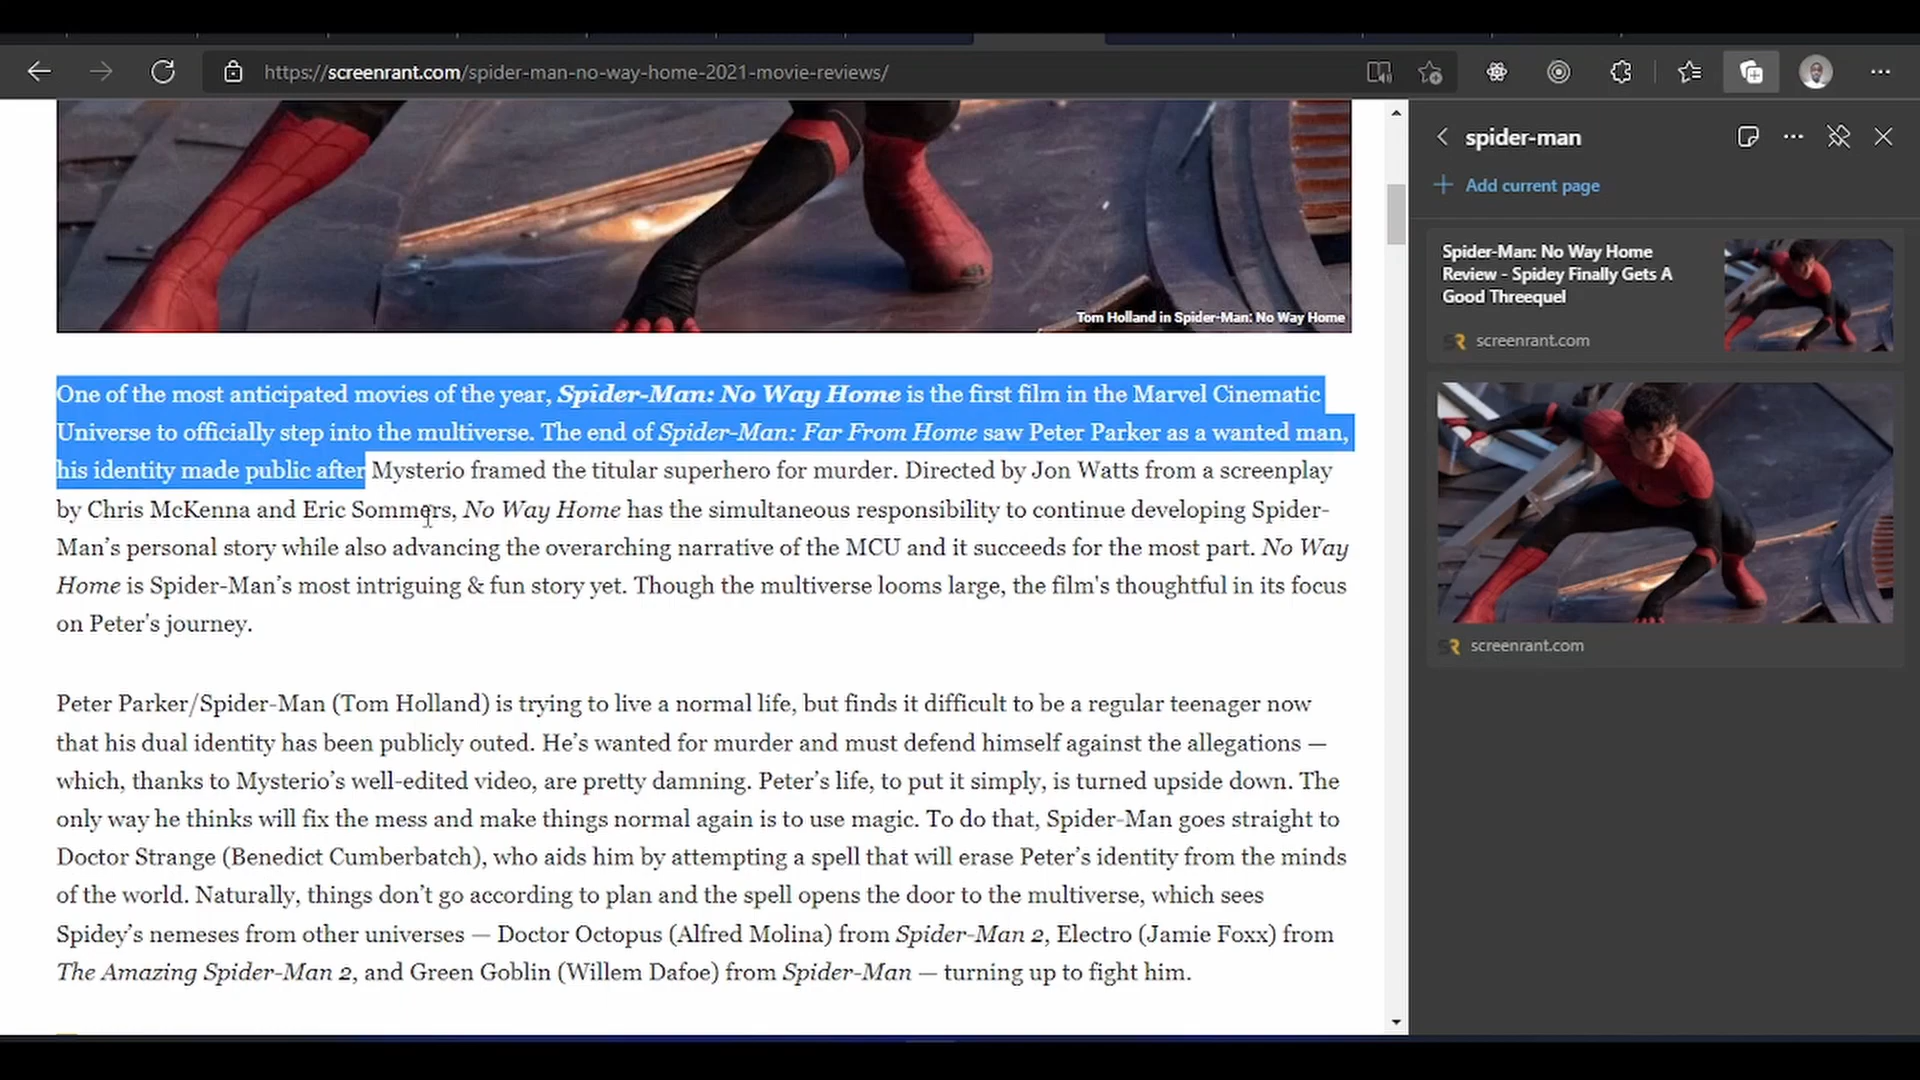 https://screenrant.com/spider-man-no-way-home-2021-movie-reviews/
Tom Holland in Spider-Man: No Way Home
One of the most anticipated movies of the year, Spider-Man: No Way Home is the first film in the Marvel Cinematic
Universe to officially step into the multiverse. The end of Spider-Man: Far From Home saw Peter Parker as a wanted man,
his identity made public after Mysterio framed the titular superhero for murder. Directed by Jon Watts from a screenplay
by Chris McKenna and Eric Sommers, No Way Home has the simultaneous responsibility to continue developing Spider-
Man’s personal story while also advancing the overarching narrative of the MCU and it succeeds for the most part. No Way
Home is Spider-Man’s most intriguing & fun story yet. Though the multiverse looms large, the film's thoughtful in its focus
on Peter's journey.
Peter Parker/Spider-Man (Tom Holland) is trying to live a normal life, but finds it difficult to be a regular teenager now
that his dual identity has been publicly outed. He’s wanted for murder and must defend himself against the allegations —
which, thanks to Mysterio’s well-edited video, are pretty damning. Peter’s life, to put it simply, is turned upside down. The
only way he thinks will fix the mess and make things normal again is to use magic. To do that, Spider-Man goes straight to
Doctor Strange (Benedict Cumberbatch), who aids him by attempting a spell that will erase Peter’s identity from the minds
of the world. Naturally, things don’t go according to plan and the spell opens the door to the multiverse, which sees
Spidey’s nemeses from other universes — Doctor Octopus (Alfred Molina) from Spider-Man 2, Electro (Jamie Foxx) from
The Amazing Spider-Man 2, and Green Goblin (Willem Dafoe) from Spider-Man — turning up to fight him.
spider-man
Add current page
Spider-Man: No Way Home
Review - Spidey Finally Gets A
Good Threequel
SR screenrant.com
SR screenrant.com